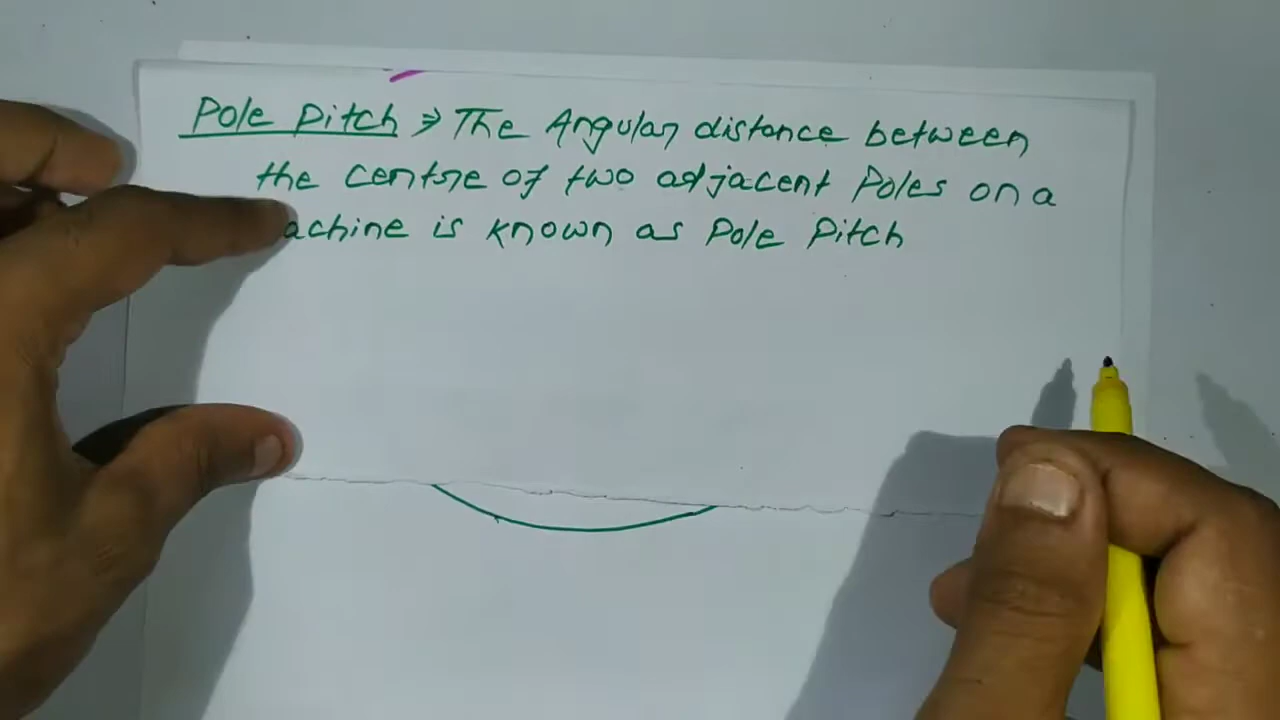 Pole Pitch ⇒ The Angular distance between
the centre of two adjacent Poles on a
achine is known as Pole Pitch